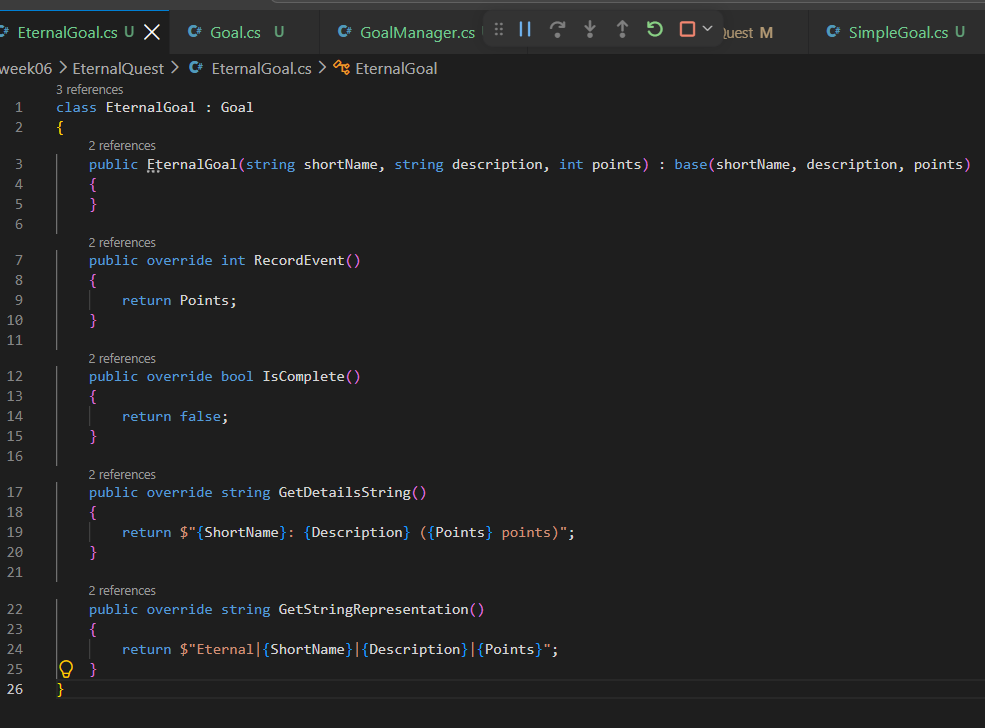 EternalGoal.cs U
C# Goal.cs U
C# GoalManager.cs
uest M
C# SimpleGoal.cs U
week06 > EternalQuest > C# EternalGoal.cs > EternalGoal
3 references
1 class EternalGoal : Goal
2 {
2 references
3 public EternalGoal(string shortName, string description, int points) : base(shortName, description, points)
4 {
5 }
6
2 references
7 public override int RecordEvent()
8 {
9 return Points;
10 }
11
2 references
12 public override bool IsComplete()
13 {
14 return false;
15 }
16
2 references
17 public override string GetDetailsString()
18 {
19 return $"{ShortName}: {Description} ({Points} points)";
20 }
21
2 references
22 public override string GetStringRepresentation()
23 {
24 return $"Eternal|{ShortName}|{Description}|{Points}";
25 }
26 }